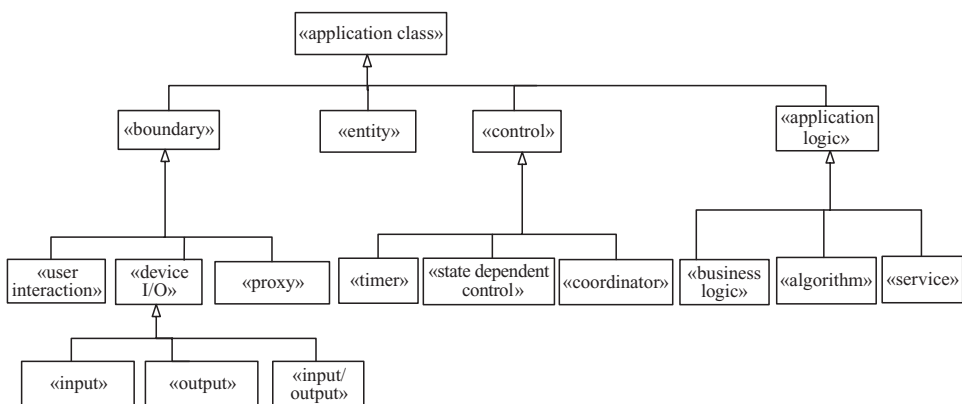 «application class»
«boundary»
«entity»
«control»
«application
logic»
«user
interaction»
«device
I/O»
«proxy»
«timer»
«state dependent
control»
«coordinator»
«business
logic»
«algorithm»
«service»
«input»
«output»
«input/
output»